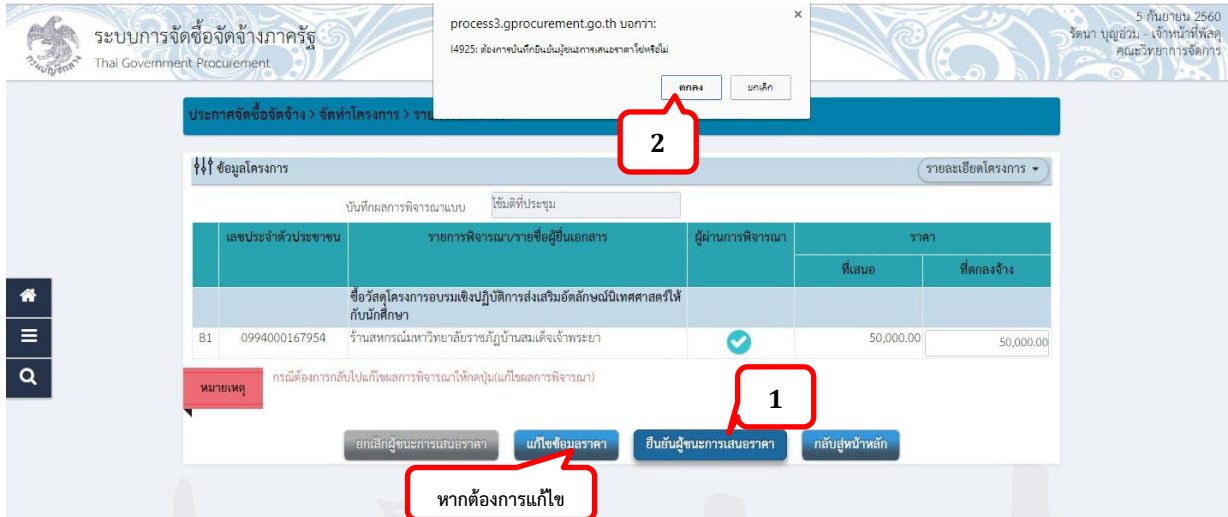 ระบบการจัดซื้อจัดจ้างภาครัฐ
Thai Government Procurement
process3.gprocurement.go.th บอกว่า:
×
I4925: ต้องการบันทึกยืนยันผู้ชนะการเสนอราคาใช่หรือไม่
ตกลง
ยกเลิก
5 กันยายน 2560
รัตนา บุญอ่วม - เจ้าหน้าที่พัสดุ
คณะวิทยาการจัดการ
2
ประกาศจัดซื้อจัดจ้าง > จัดทำโครงการ >
ข้อมูลโครงการ
รายละเอียดโครงการ
บันทึกผลการพิจารณาแบบ ใช้มติที่ประชุม
เลขประจำตัวประชาชน รายการพิจารณา/รายชื่อผู้ยื่นเอกสาร ผู้ผ่านการพิจารณา ราคา
ที่เสนอ ที่ตกลงจ้าง
ซื้อวัสดุโครงการอบรมเชิงปฏิบัติการส่งเสริมอัตลักษณ์นิเทศศาสตร์ให้
กับนักศึกษา
B1 0994000167954 ร้านสหกรณ์มหาวิทยาลัยราชภัฏบ้านสมเด็จเจ้าพระยา 50,000.00 50,000.00
หมายเหตุ กรณีต้องการกลับไปแก้ไขผลการพิจารณาให้กดปุ่ม(แก้ไขผลการพิจารณา)
1
ยกเลิกผู้ชนะการเสนอราคา แก้ไขข้อมูลราคา ยืนยันผู้ชนะการเสนอราคา กลับสู่หน้าหลัก
หากต้องการแก้ไข